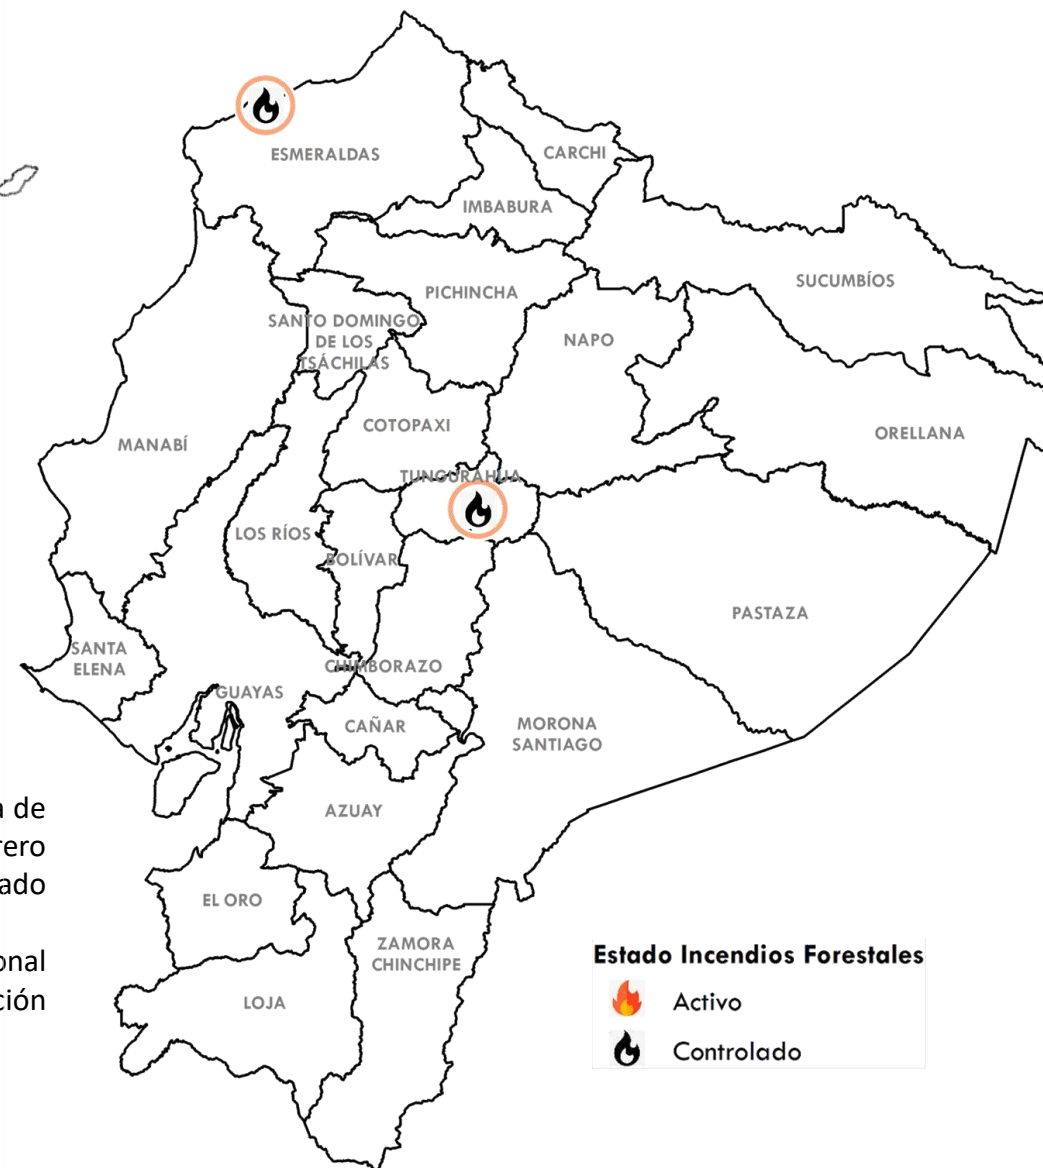 ESMERALDAS
CARCHI
IMBABURA
SUCUMBÍOS
PICHINCHA
SANTO DOMINGO
DE LOS
TSÁCHILAS
NAPO
COTOPAXI
ORELLANA
MANABÍ
TUNGURAHUA
LOS RÍOS
BOLÍVAR
PASTAZA
SANTA
ELENA
CHIMBORAZO
GUAYAS
CAÑAR
MORONA
SANTIAGO
AZUAY
EL ORO
ZAMORA
CHINCHIPE
LOJA
de
Estado Incendios Forestales
Activo
Controlado